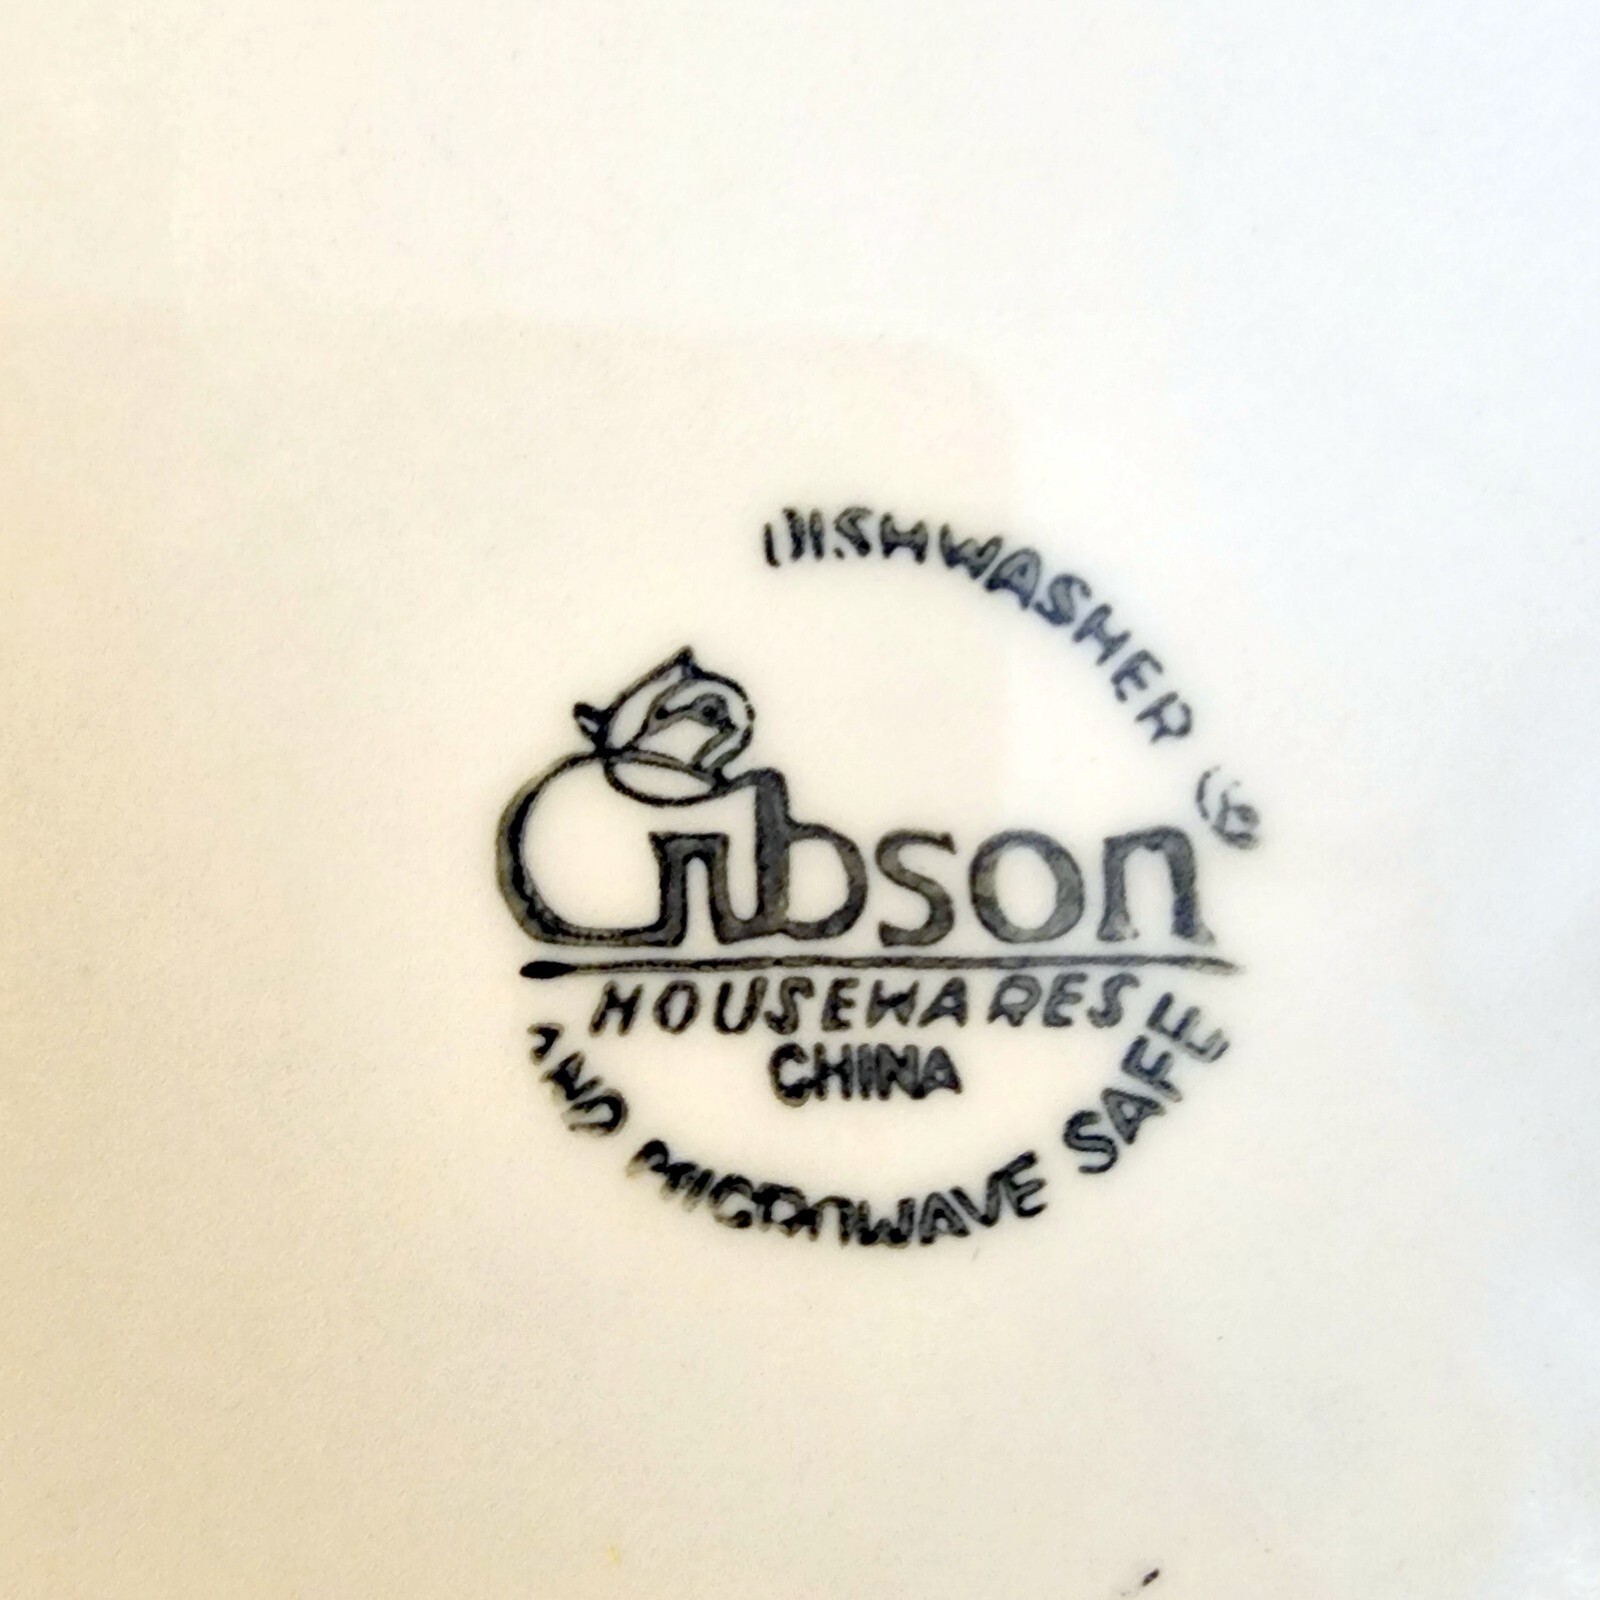 DISHWASHER
Gibson ®
HOUSEWARES
CHINA
AND MICROWAVE SAFE